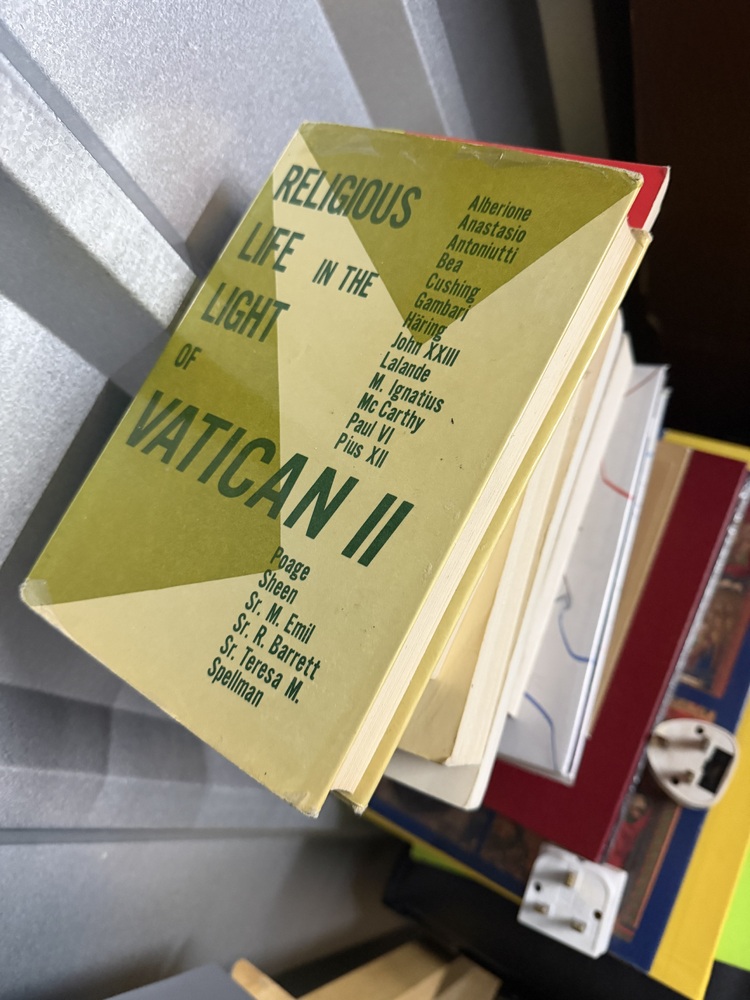 RELIGIOUS
LIFE IN THE
LIGHT
OF
VATICAN II
Alberione
Anastasio
Antoniutti
Bea
Cushing
Gambari
Häring
John XXIII
Lalande
M. Ignatius
Mc Carthy
Paul VI
Pius XII
Poage
Sheen
Sr. M. Emil
Sr. R. Barrett
Sr. Teresa M.
Spellman